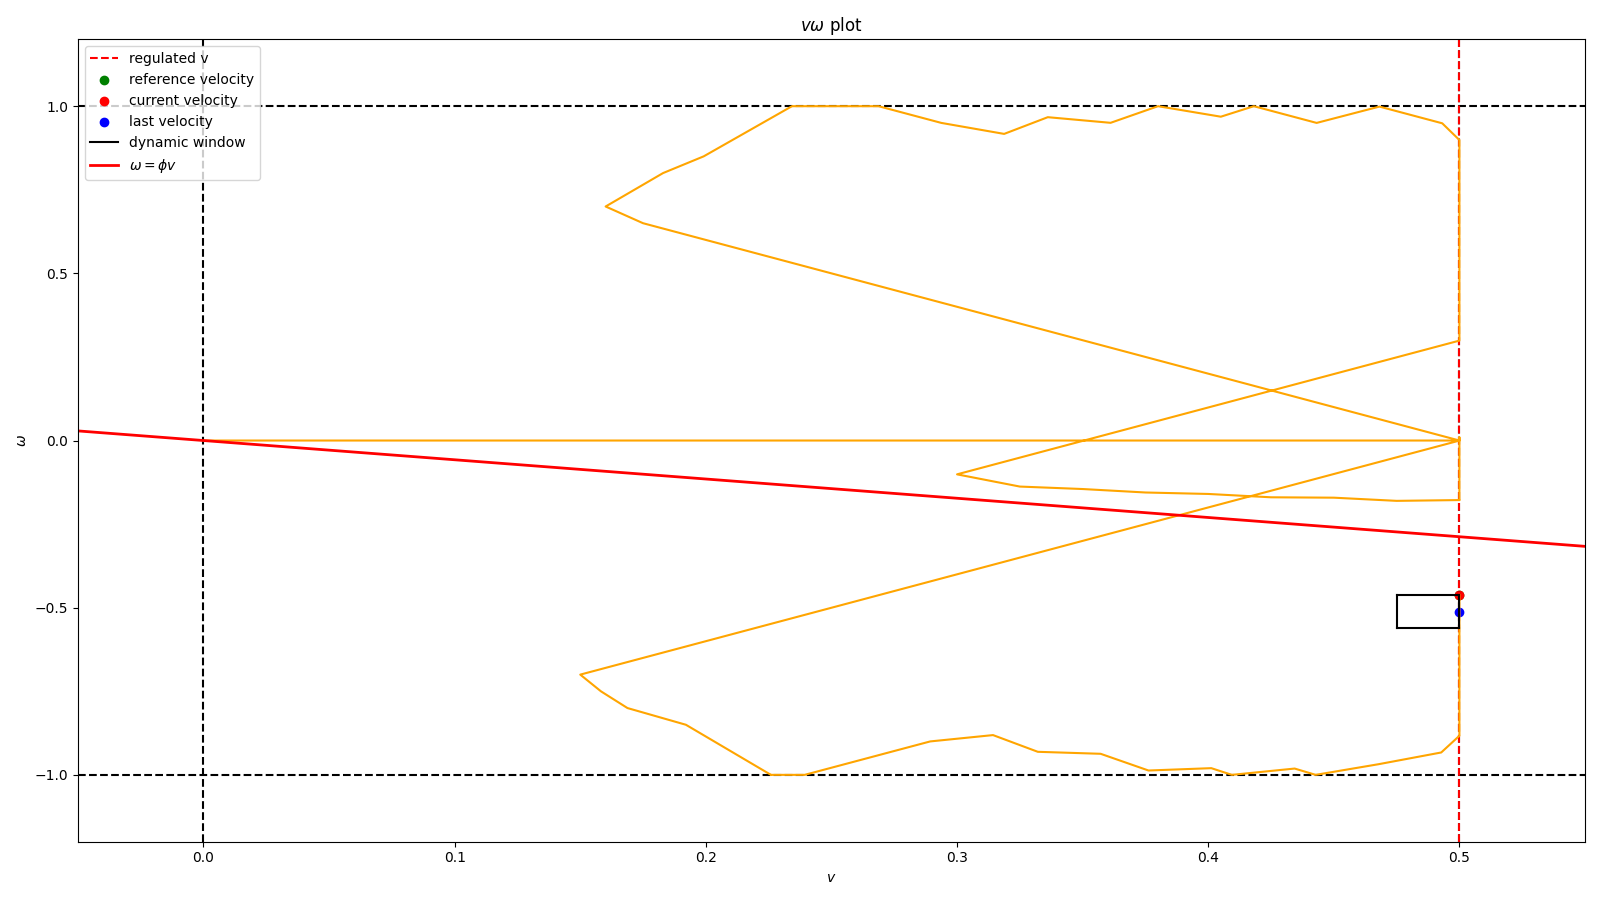 vω plot
regulated v
reference velocity
current velocity
last velocity
dynamic window
ω = ϕv
1.0
0.5
0.0
−0.5
−1.0
ω
0.0 0.1 0.2 0.3 0.4 0.5
v